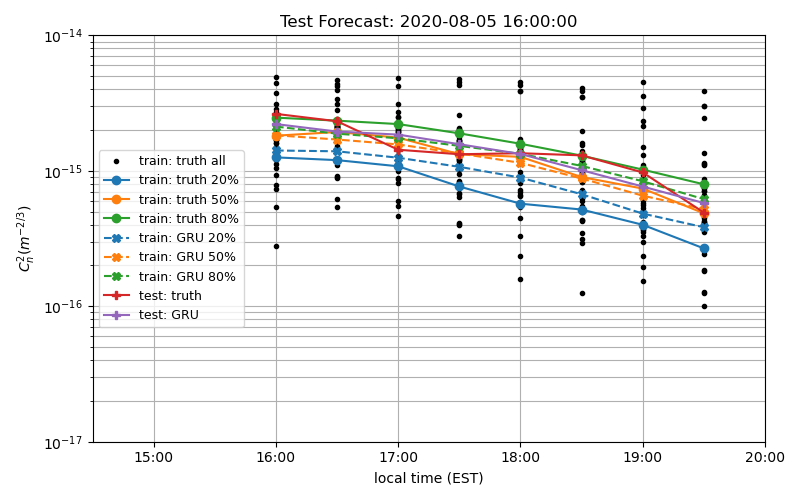 Test Forecast: 2020-08-05 16:00:00
10^{-14}
10^{-15}
10^{-16}
10^{-17}
C_n^2(m^{-2/3})
train: truth all
train: truth 20%
train: truth 50%
train: truth 80%
train: GRU 20%
train: GRU 50%
train: GRU 80%
test: truth
test: GRU
15:00 16:00 17:00 18:00 19:00 20:00
local time (EST)